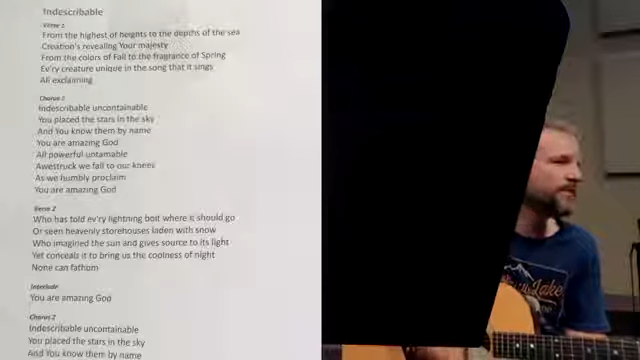 Indescribable
Verse 1
From the highest of heights to the depths of the sea
Creation's revealing Your majesty
From the colors of Fall to the fragrance of Spring
Ev'ry creature unique in the song that it sings
All exclaiming
Chorus 1
Indescribable uncontainable
You placed the stars in the sky
And You know them by name
You are amazing God
All powerful untamable
Awestruck we fall to our knees
As we humbly proclaim
You are amazing God
Verse 2
Who has told ev'ry lightning bolt where it should go
Or seen heavenly storehouses laden with snow
Who imagined the sun and gives source to its light
Yet conceals it to bring us the coolness of night
None can fathom
Interlude
You are amazing God
Chorus 2
Indescribable uncontainable
You placed the stars in the sky
And You know them by name
Lake